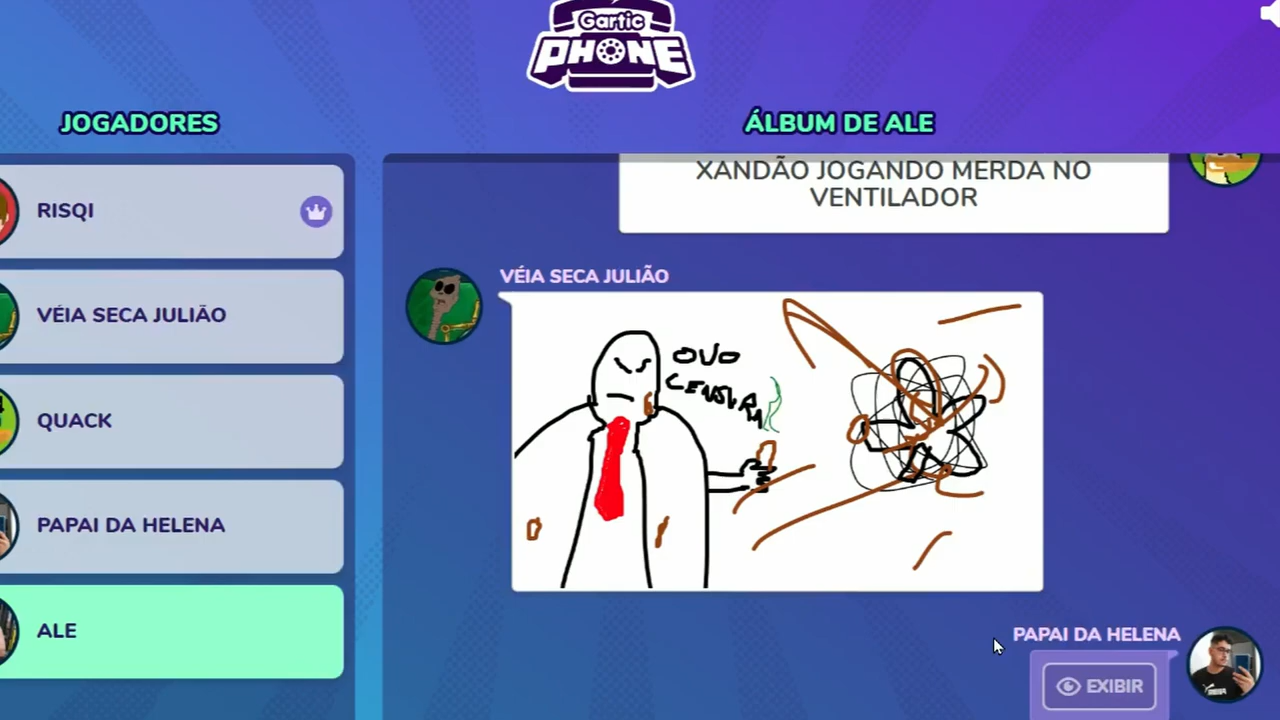 Gartic
PHONE
JOGADORES
ÁLBUM DE ALE
XANDÃO JOGANDO MERDA NO
VENTILADOR
RISQI
VÉIA SECA JULIÃO
QUACK
PAPAI DA HELENA
ALE
VÉIA SECA JULIÃO
OVO
CENSURA
PAPAI DA HELENA
EXIBIR